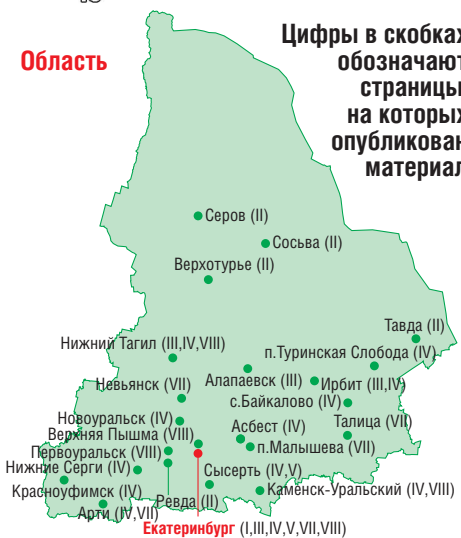 Цифры в скобках
обозначают
страницы,
на которых
опубликован
материал
Область
Серов (II)
Сосьва (II)
Верхотурье (II)
Тавда (II)
Нижний Тагил (III,IV,VIII)
п.Туринская Слобода (IV)
Алапаевск (III)
Ирбит (III,IV)
Невьянск (VII)
с.Байкалово (IV)
Новоуральск (IV)
Асбест (IV)
Талица (VII)
Верхняя Пышма (VIII)
п.Малышева (VII)
Первоуральск (VIII)
Нижние Серги (IV)
Сысерть (IV,V)
Красноуфимск (IV)
Каменск-Уральский (IV,VIII)
Ревда (II)
Арти (IV,VII)
Екатеринбург (I,III,IV,V,VII,VIII)